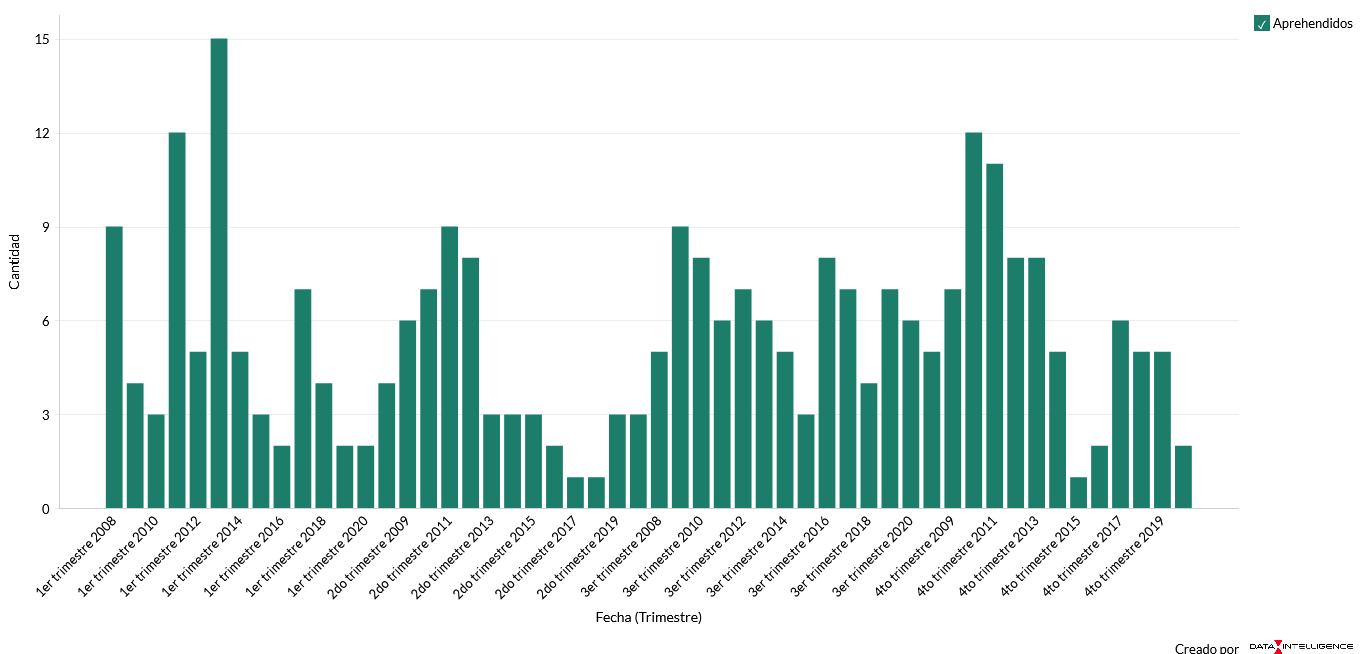 Aprehendidos
15
12
9
6
3
0
Cantidad
1er trimestre 2008
1er trimestre 2010
1er trimestre 2012
1er trimestre 2014
1er trimestre 2016
1er trimestre 2018
1er trimestre 2020
2do trimestre 2009
2do trimestre 2011
2do trimestre 2013
2do trimestre 2015
2do trimestre 2017
2do trimestre 2019
3er trimestre 2008
3er trimestre 2010
3er trimestre 2012
3er trimestre 2014
3er trimestre 2016
3er trimestre 2018
3er trimestre 2020
4to trimestre 2009
4to trimestre 2011
4to trimestre 2013
4to trimestre 2015
4to trimestre 2017
4to trimestre 2019
Fecha (Trimestre)
Creado por DATA INTELLIGENCE